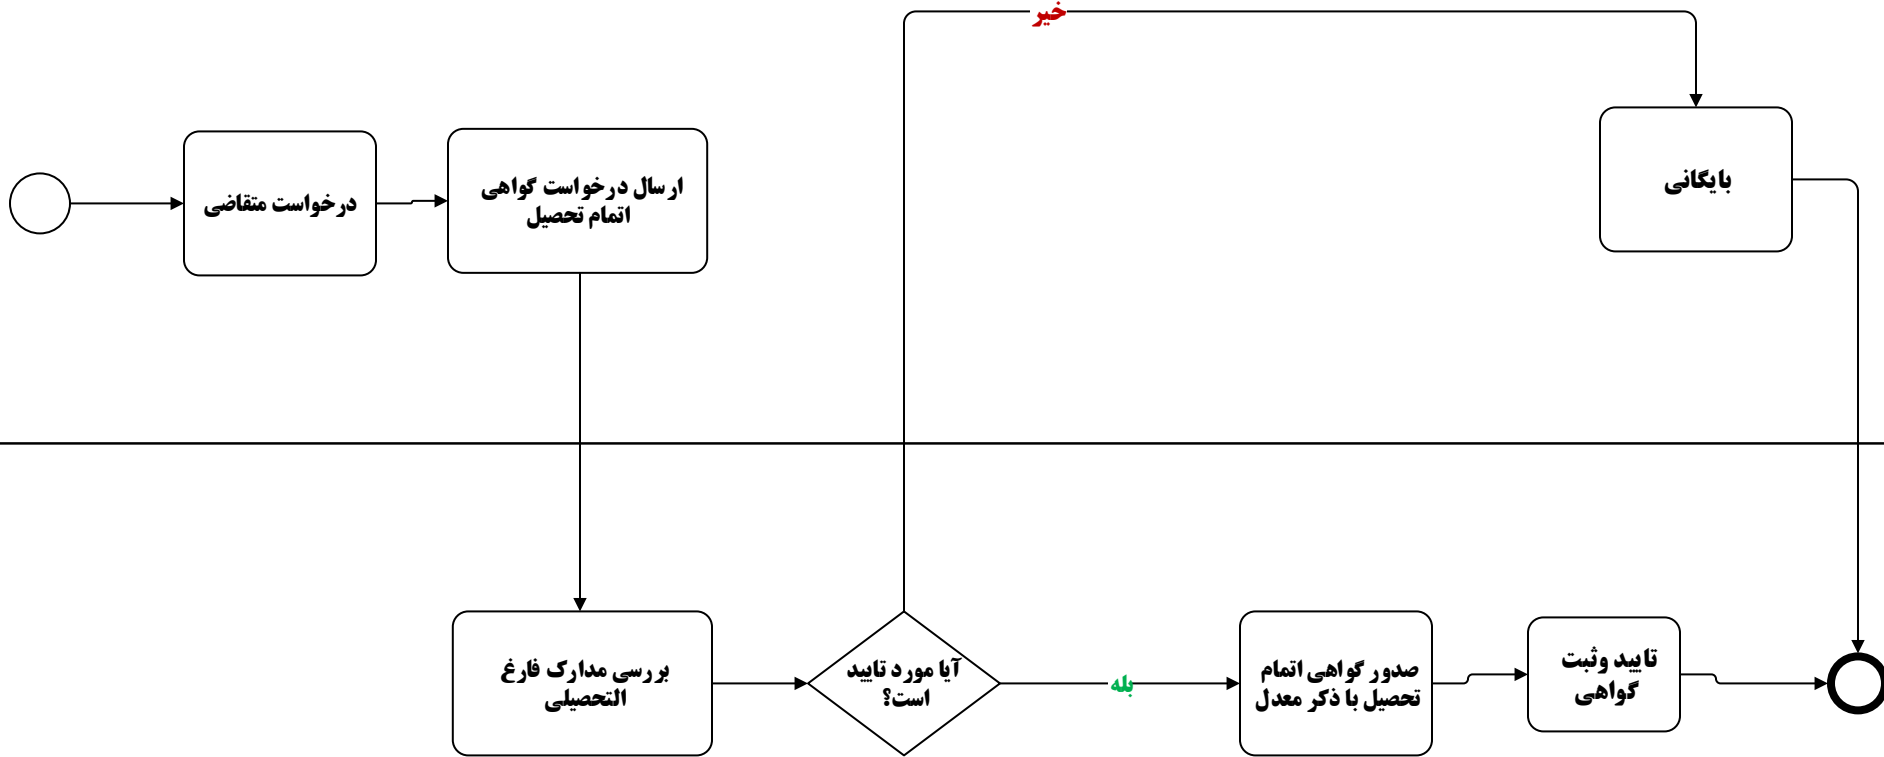 خیر
درخواست متقاضی
ارسال درخواست گواهی
اتمام تحصیل
بایگانی
بررسی مدارک فارغ
التحصیلی
آیا مورد تایید
است؟
بله
صدور گواهی اتمام
تحصیل با ذکر معدل
تایید وثبت
گواهی